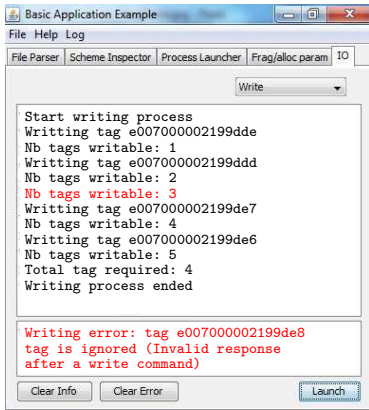 Basic Application Example
File Help Log
File Parser Scheme Inspector Process Launcher Frag/alloc param IO
Write
Start writing process
Writting tag e007000002199dde
Nb tags writable: 1
Writting tag e007000002199ddd
Nb tags writable: 2
Nb tags writable: 3
Writting tag e007000002199de7
Nb tags writable: 4
Writting tag e007000002199de6
Nb tags writable: 5
Total tag required: 4
Writing process ended
Writing error: tag e007000002199de8
tag is ignored (Invalid response
after a write command)
Clear Info Clear Error Launch